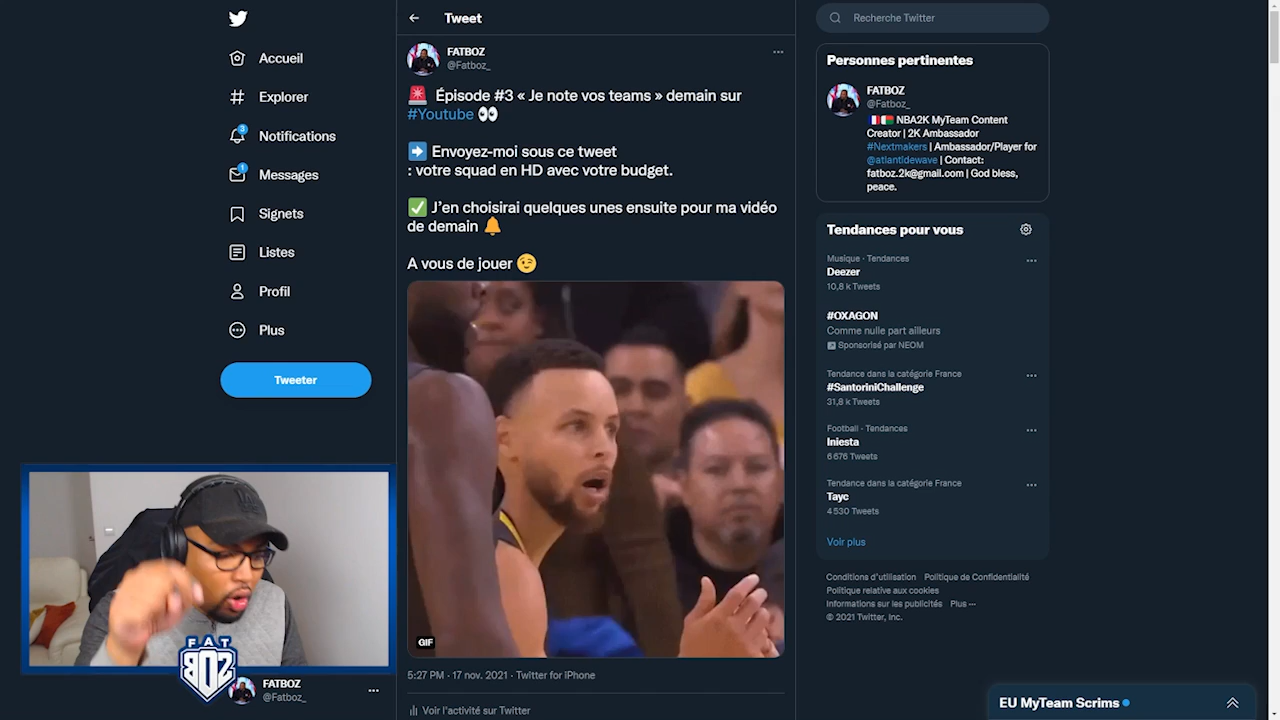 Accueil
Explorer
3
Notifications
1
Messages
Signets
Listes
Profil
Plus
Tweeter
FAT
BOZ
FATBOZ
@Fatboz_
Tweet
FATBOZ
@Fatboz_
🚨 Épisode #3 « Je note vos teams » demain sur
#Youtube 👀
➡️ Envoyez-moi sous ce tweet
: votre squad en HD avec votre budget.
✅ J’en choisirai quelques unes ensuite pour ma vidéo
de demain 🔔
A vous de jouer 😉
GIF
5:27 PM · 17 nov. 2021 · Twitter for iPhone
Voir l'activité sur Twitter
Recherche Twitter
Personnes pertinentes
FATBOZ
@Fatboz_
🇫🇷🇲🇬 NBA2K MyTeam Content
Creator | 2K Ambassador
#Nextmakers | Ambassador/Player for
@atlantidewave | Contact:
fatboz.2k@gmail.com | God bless,
peace.
Tendances pour vous
Musique · Tendances
Deezer
10,8 k Tweets
#OXAGON
Comme nulle part ailleurs
Sponsorisé par NEOM
Tendance dans la catégorie France
#SantoriniChallenge
31,8 k Tweets
Football · Tendances
Iniesta
6 676 Tweets
Tendance dans la catégorie France
Tayc
4 530 Tweets
Voir plus
Conditions d’utilisation Politique de Confidentialité
Politique relative aux cookies
Informations sur les publicités Plus ···
© 2021 Twitter, Inc.
EU MyTeam Scrims